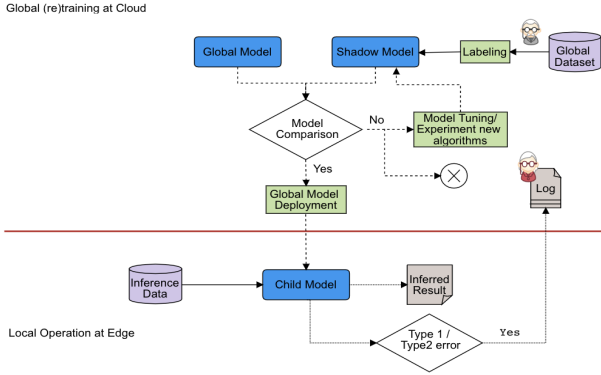 Global (re)training at Cloud
Global Model
Shadow Model
Labeling
Global
Dataset
Model
Comparison
No
Model Tuning/
Experiment new
algorithms
Yes
Log
Global Model
Deployment
Inference
Data
Child Model
Inferred
Result
Local Operation at Edge
Type 1 /
Type2 error
Yes